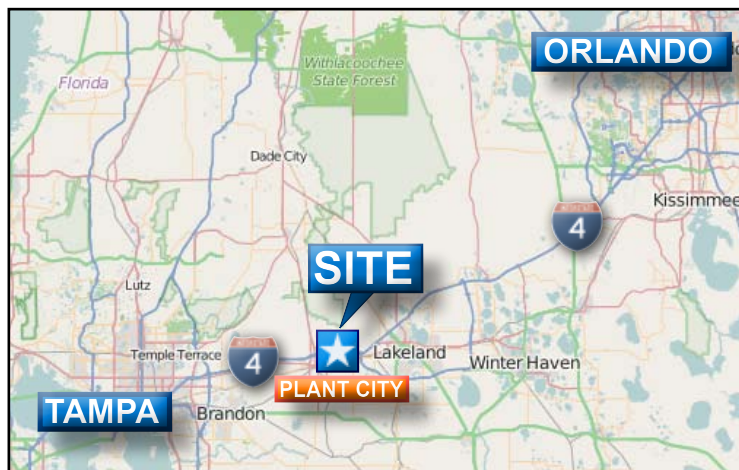 ORLANDO
Withlacoochee
State Forest
Florida
Dade City
Kissimmee
4
SITE
Lutz
Temple Terrace
4
Lakeland
Winter Haven
PLANT CITY
TAMPA
Brandon